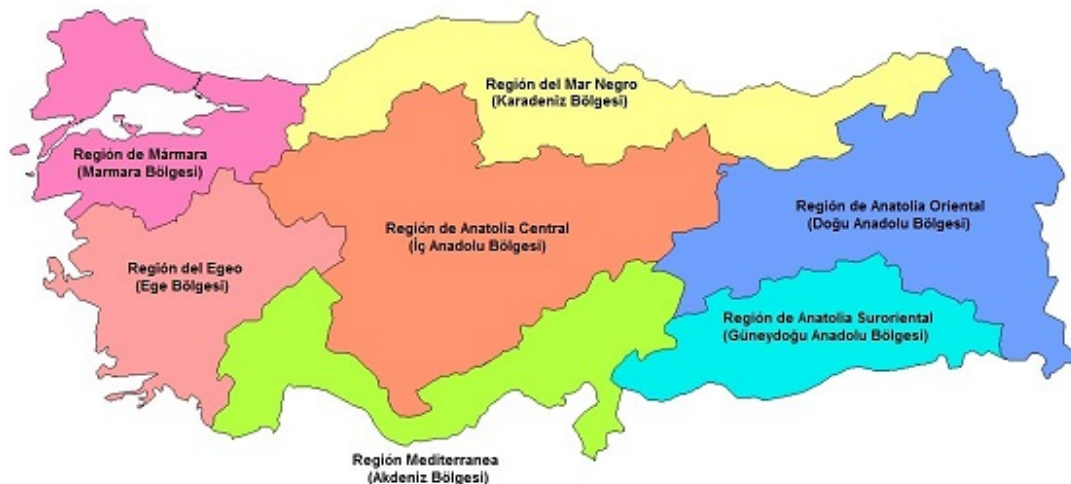 Región del Mar Negro
(Karadeniz Bölgesi)
Región de Mármara
(Marmara Bölgesi)
Región de Anatolia Oriental
(Doğu Anadolu Bölgesi)
Región de Anatolia Central
(İç Anadolu Bölgesi)
Región del Egeo
(Ege Bölgesi)
Región de Anatolia Suroriental
(Güneydoğu Anadolu Bölgesi)
Región Mediterranea
(Akdeniz Bölgesi)